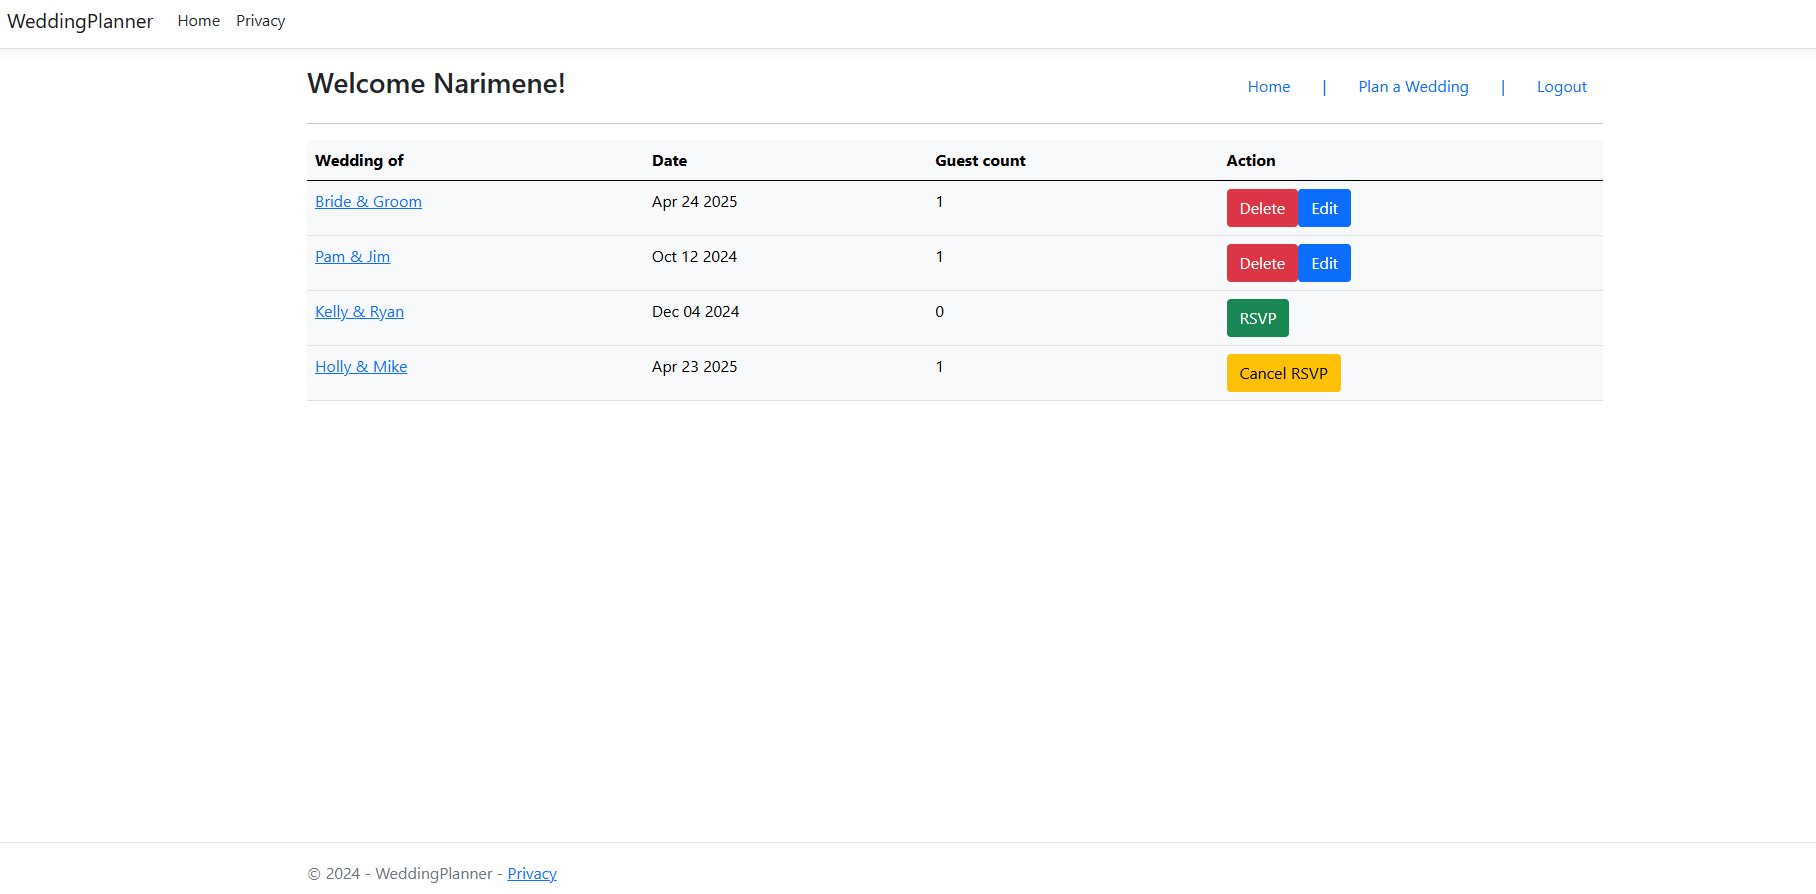 WeddingPlanner Home Privacy
Welcome Narimene!
Home | Plan a Wedding | Logout
Wedding of Date Guest count Action
Bride & Groom Apr 24 2025 1 Delete Edit
Pam & Jim Oct 12 2024 1 Delete Edit
Kelly & Ryan Dec 04 2024 0 RSVP
Holly & Mike Apr 23 2025 1 Cancel RSVP
© 2024 - WeddingPlanner - Privacy